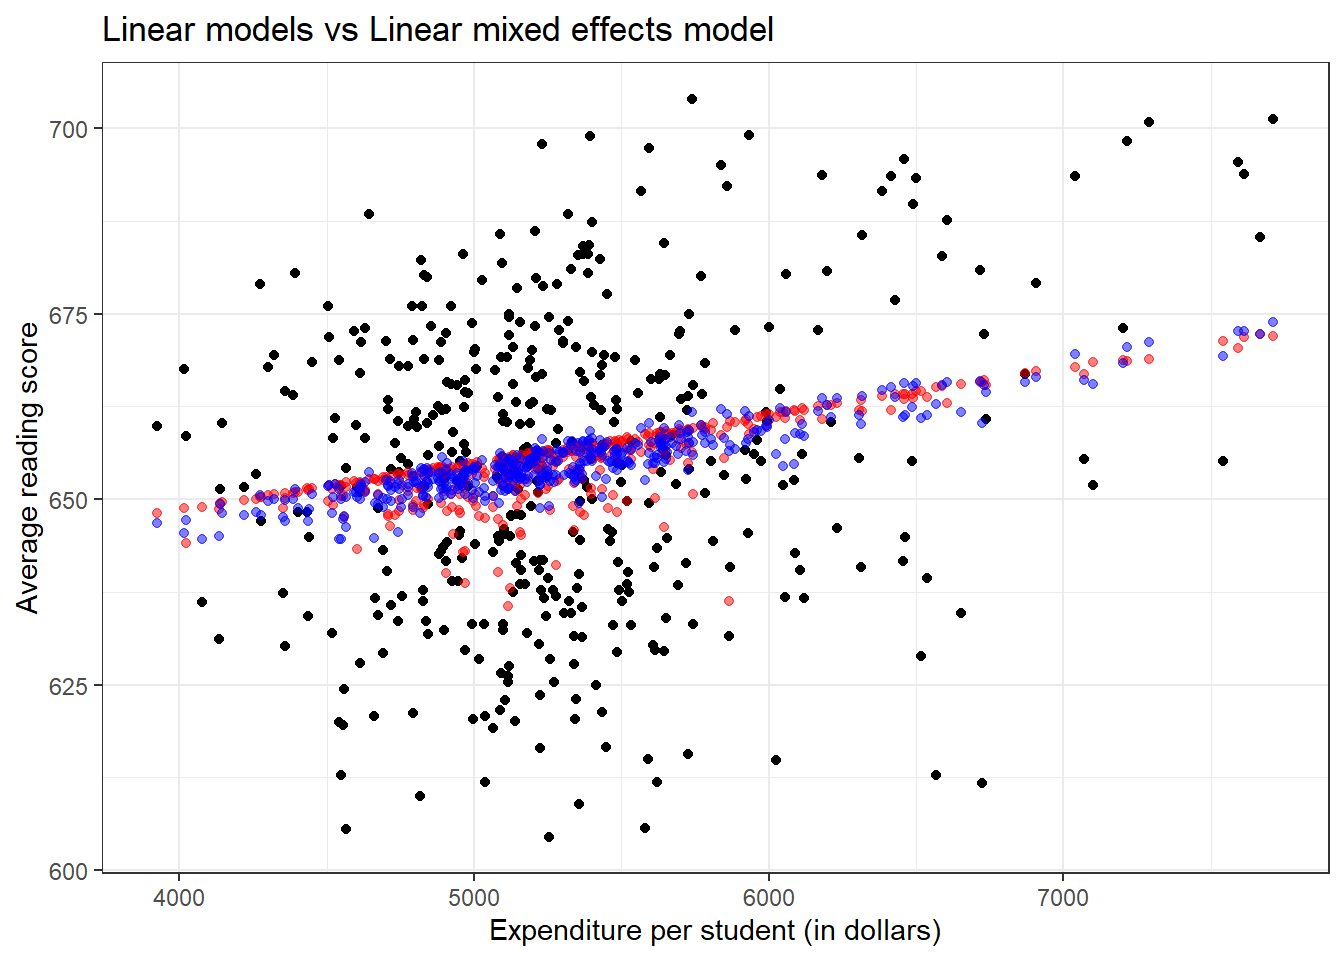 Linear models vs Linear mixed effects model
700
675
650
625
600
Average reading score
4000 5000 6000 7000
Expenditure per student (in dollars)